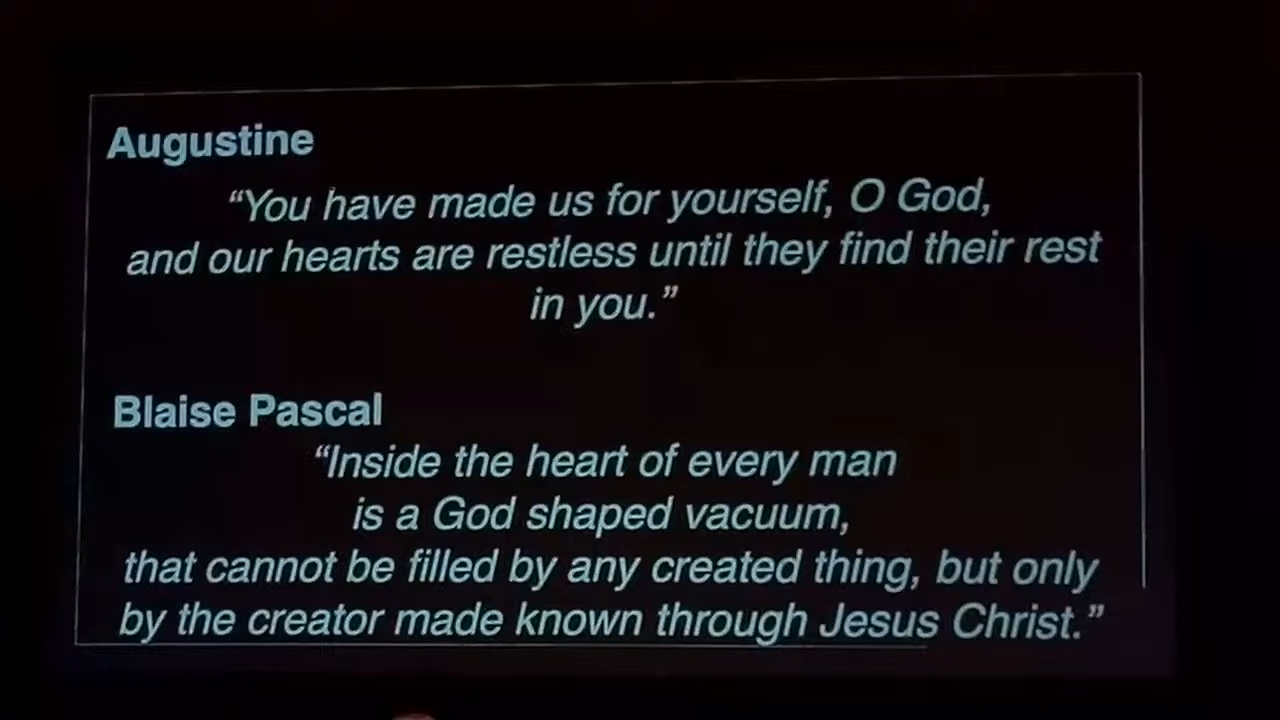 Augustine
“You have made us for yourself, O God,
and our hearts are restless until they find their rest
in you.”
Blaise Pascal
“Inside the heart of every man
is a God shaped vacuum,
that cannot be filled by any created thing, but only
by the creator made known through Jesus Christ.”